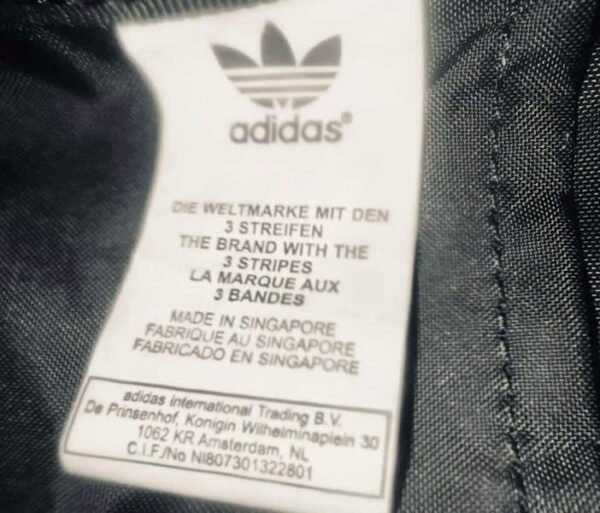 adidas®
DIE WELTMARKE MIT DEN
3 STREIFEN
THE BRAND WITH THE
3 STRIPES
LA MARQUE AUX
3 BANDES
MADE IN SINGAPORE
FABRIQUE AU SINGAPORE
FABRICADO EN SINGAPORE
adidas international Trading B.V.
De Prinsenhof, Konigin Wilhelminaplein 30
1062 KR Amsterdam, NL
C.I.F./No NI807301322801